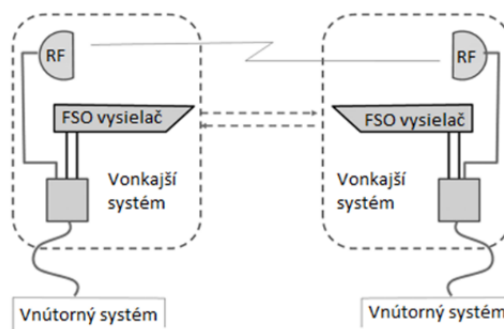 RF
RF
FSO vysielač
FSO vysielač
Vonkajší
systém
Vonkajší
systém
Vnútorný systém
Vnútorný systém